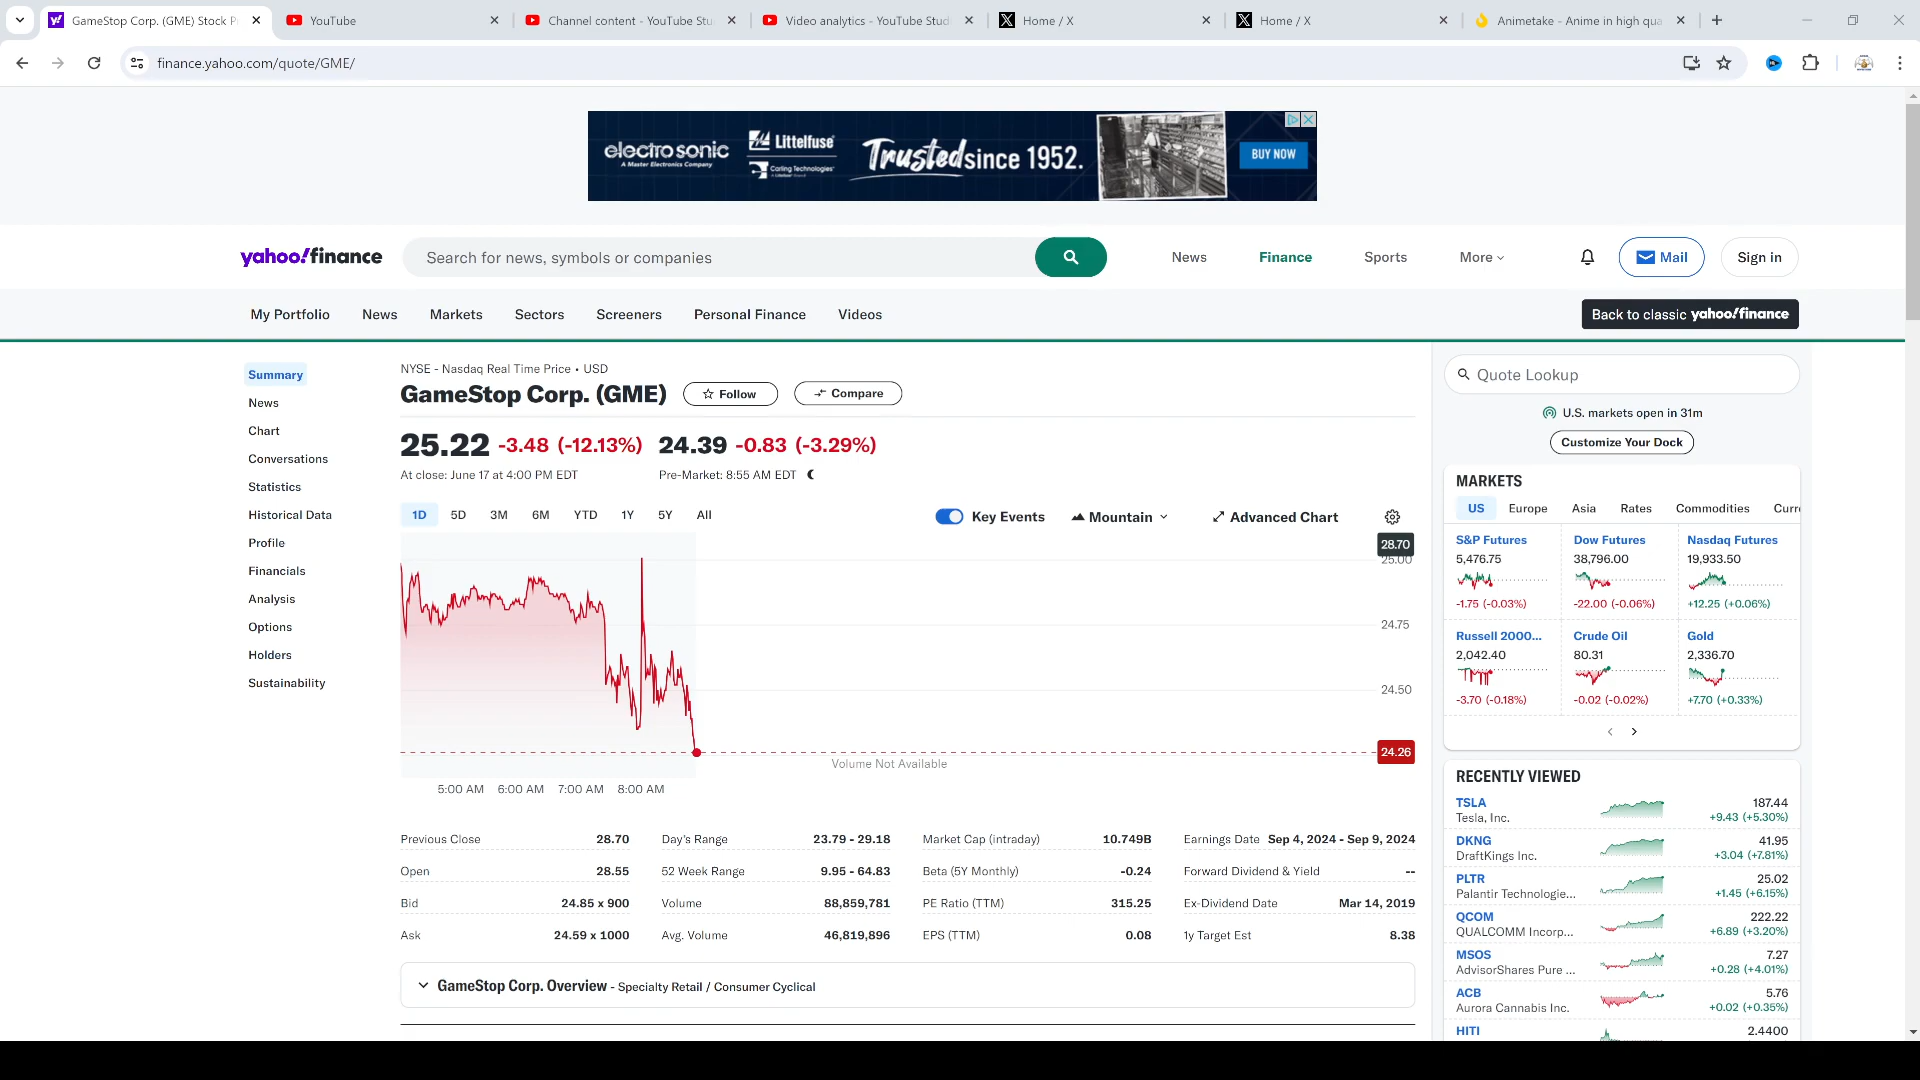 GameStop Corp. (GME) Stock P
YouTube
Channel content - YouTube Stu
Video analytics - YouTube Stud
Home / X
Home / X
Animetake - Anime in high qua
finance.yahoo.com/quote/GME/
electrosonic
A Master Electronics Company
Littelfuse
Carling Technologies
Trusted since 1952.
BUY NOW
yahoo!finance
Search for news, symbols or companies
News
Finance
Sports
More
Mail
Sign in
My Portfolio
News
Markets
Sectors
Screeners
Personal Finance
Videos
Back to classic yahoo!finance
Summary
News
Chart
Conversations
Statistics
Historical Data
Profile
Financials
Analysis
Options
Holders
Sustainability
NYSE - Nasdaq Real Time Price • USD
GameStop Corp. (GME)
Follow
Compare
25.22 -3.48 (-12.13%) 24.39 -0.83 (-3.29%)
At close: June 17 at 4:00 PM EDT
Pre-Market: 8:55 AM EDT
1D 5D 3M 6M YTD 1Y 5Y All
Key Events
Mountain
Advanced Chart
28.70
25.00
24.75
24.50
24.26
Volume Not Available
5:00 AM 6:00 AM 7:00 AM 8:00 AM
Previous Close 28.70
Day's Range 23.79 - 29.18
Market Cap (intraday) 10.749B
Earnings Date Sep 4, 2024 - Sep 9, 2024
Open 28.55
52 Week Range 9.95 - 64.83
Beta (5Y Monthly) -0.24
Forward Dividend & Yield --
Bid 24.85 x 900
Volume 88,859,781
PE Ratio (TTM) 315.25
Ex-Dividend Date Mar 14, 2019
Ask 24.59 x 1000
Avg. Volume 46,819,896
EPS (TTM) 0.08
1y Target Est 8.38
GameStop Corp. Overview - Specialty Retail / Consumer Cyclical
Quote Lookup
U.S. markets open in 31m
Customize Your Dock
MARKETS
US Europe Asia Rates Commodities Curr
S&P Futures
5,476.75
-1.75 (-0.03%)
Dow Futures
38,796.00
-22.00 (-0.06%)
Nasdaq Futures
19,933.50
+12.25 (+0.06%)
Russell 2000...
2,042.40
-3.70 (-0.18%)
Crude Oil
80.31
-0.02 (-0.02%)
Gold
2,336.70
+7.70 (+0.33%)
RECENTLY VIEWED
TSLA 187.44
Tesla, Inc. +9.43 (+5.30%)
DKNG 41.95
DraftKings Inc. +3.04 (+7.81%)
PLTR 25.02
Palantir Technologie... +1.45 (+6.15%)
QCOM 222.22
QUALCOMM Incorp... +6.89 (+3.20%)
MSOS 7.27
AdvisorShares Pure ... +0.28 (+4.01%)
ACB 5.76
Aurora Cannabis Inc. +0.02 (+0.35%)
HITI 2.4400